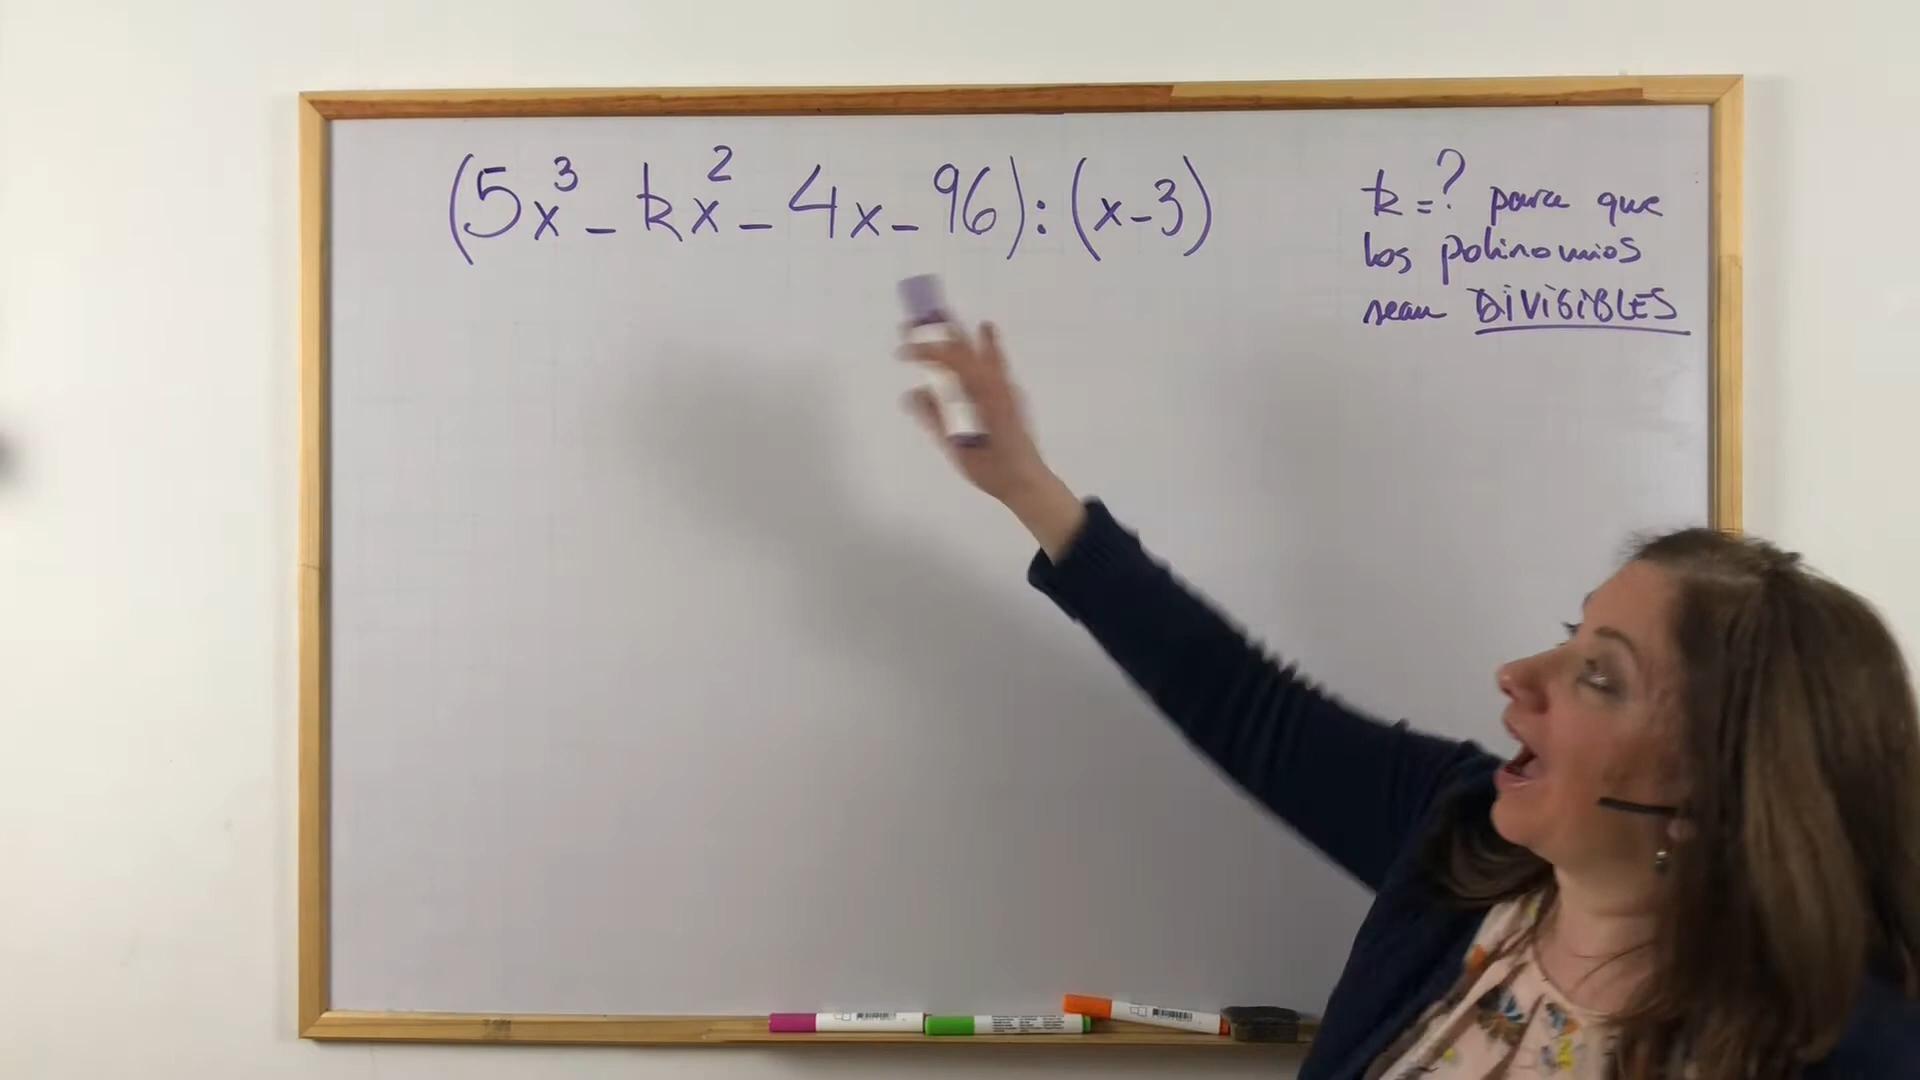 (5x³ - kx² - 4x - 96) : (x - 3)
k = ? para que
los polinomios
sean DIVISIBLES